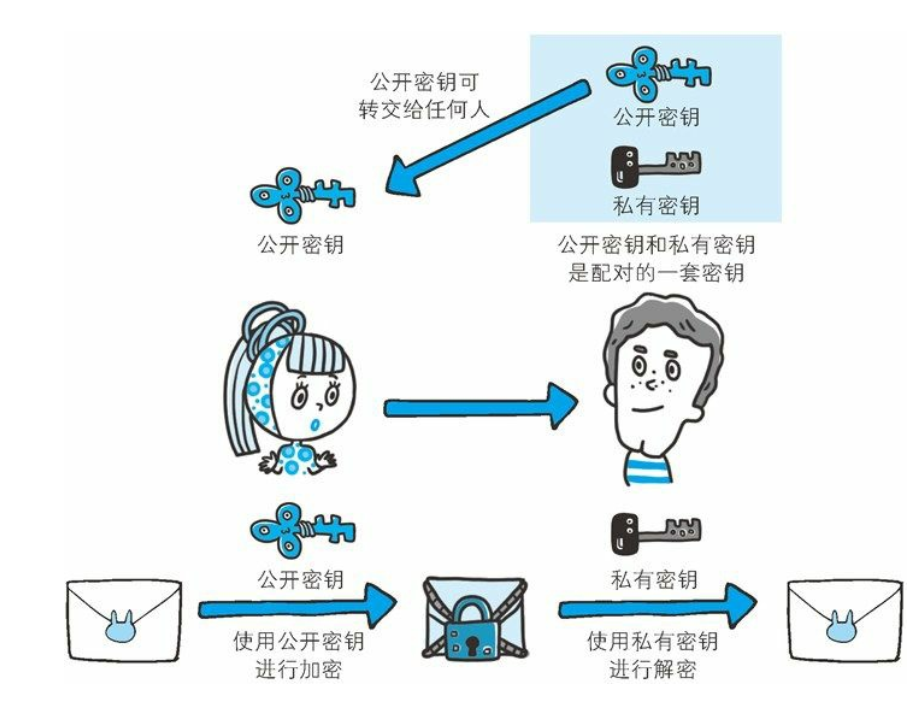 公开密钥可
转交给任何人
公开密钥
私有密钥
公开密钥
公开密钥和私有密钥
是配对的一套密钥
公开密钥
私有密钥
使用公开密钥
进行加密
使用私有密钥
进行解密